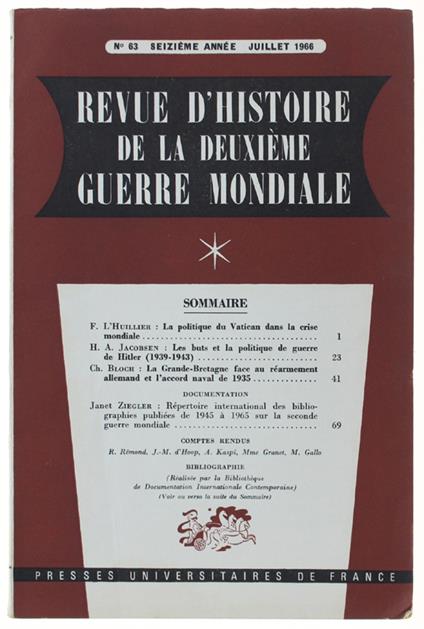 N° 63 SEIZIÈME ANNÉE JUILLET 1966
REVUE D'HISTOIRE
DE LA DEUXIÈME
GUERRE MONDIALE
SOMMAIRE
F. L'HUILLIER : La politique du Vatican dans la crise
mondiale ........................................ 1
H. A. JACOBSEN : Les buts et la politique de guerre
de Hitler (1939-1943) ........................... 23
Ch. BLOCH : La Grande-Bretagne face au réarmement
allemand et l'accord naval de 1935 .............. 41
DOCUMENTATION
Janet ZIEGLER : Répertoire international des biblio-
graphies publiées de 1945 à 1965 sur la seconde
guerre mondiale ................................. 69
COMPTES RENDUS
R. Rémond, J.-M. d'Hoop, A. Kaspi, Mme Granet, M. Gallo
BIBLIOGRAPHIE
(Réalisée par la Bibliothèque
de Documentation Internationale Contemporaine)
(Voir au verso la suite du Sommaire)
PRESSES UNIVERSITAIRES DE FRANCE